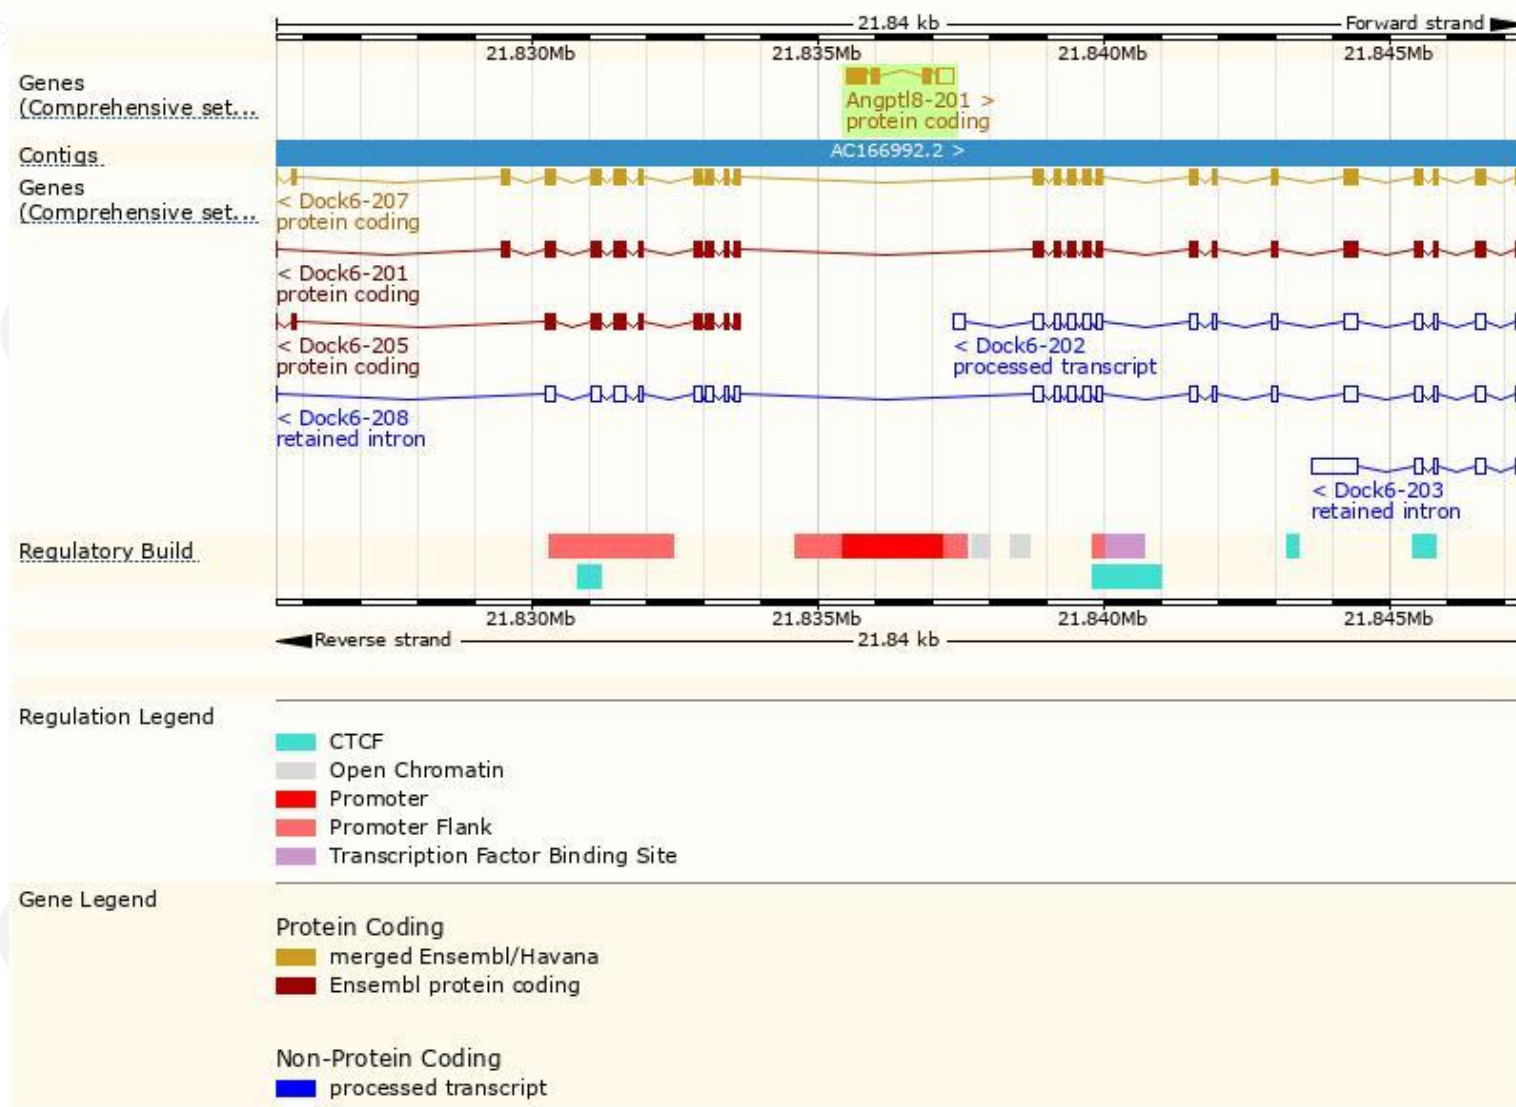 21.84 kb Forward strand
21.830Mb 21.835Mb 21.840Mb 21.845Mb
Genes
(Comprehensive set...
Angptl8-201 >
protein coding
Contigs
AC166992.2 >
Genes
(Comprehensive set...
< Dock6-207
protein coding
< Dock6-201
protein coding
< Dock6-205
protein coding
< Dock6-202
processed transcript
< Dock6-208
retained intron
< Dock6-203
retained intron
Regulatory Build
21.830Mb 21.835Mb 21.840Mb 21.845Mb
Reverse strand 21.84 kb
Regulation Legend
CTCF
Open Chromatin
Promoter
Promoter Flank
Transcription Factor Binding Site
Gene Legend
Protein Coding
merged Ensembl/Havana
Ensembl protein coding
Non-Protein Coding
processed transcript